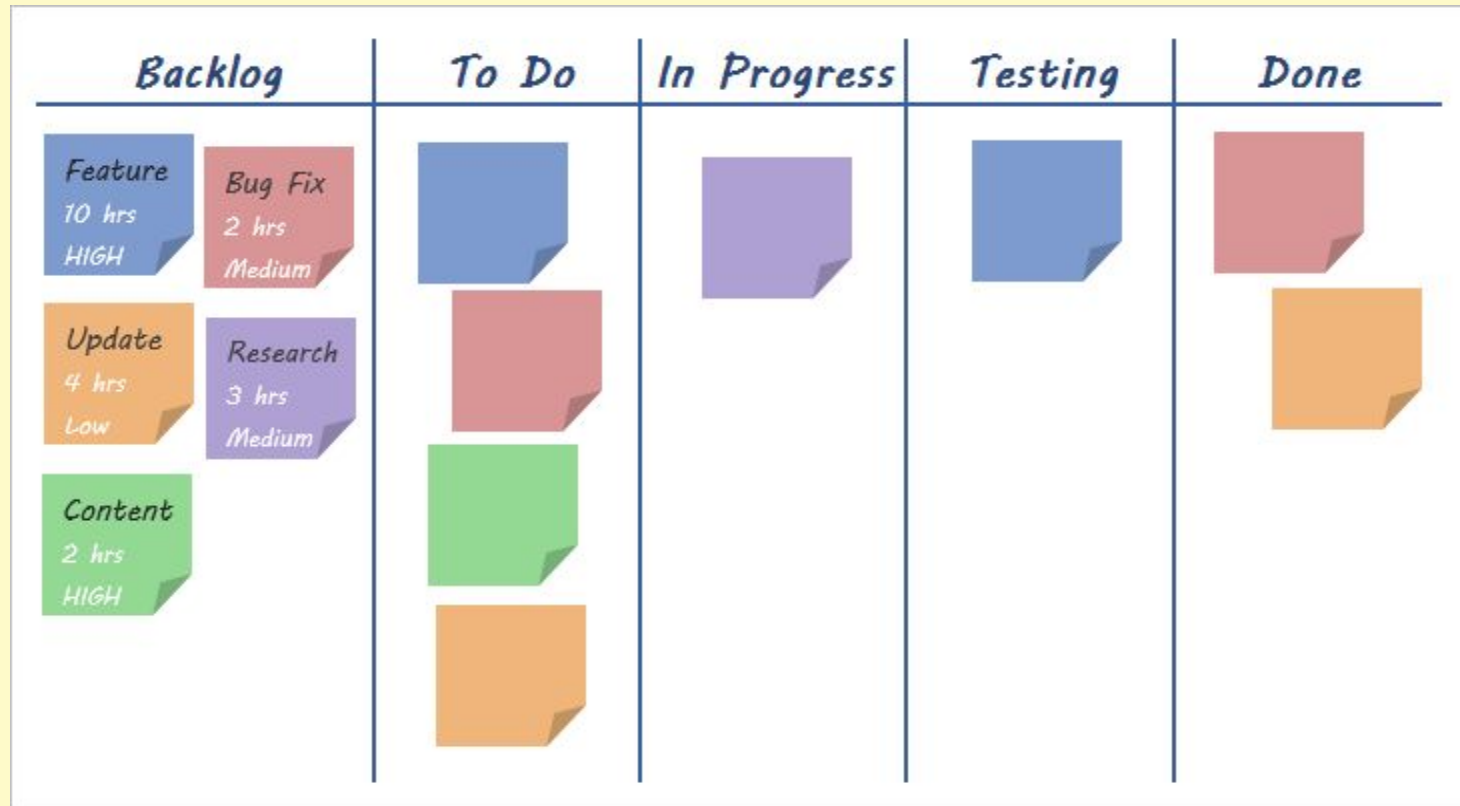 Backlog
To Do
In Progress
Testing
Done
Feature
10 hrs
HIGH
Bug Fix
2 hrs
Medium
Update
4 hrs
Low
Research
3 hrs
Medium
Content
2 hrs
HIGH